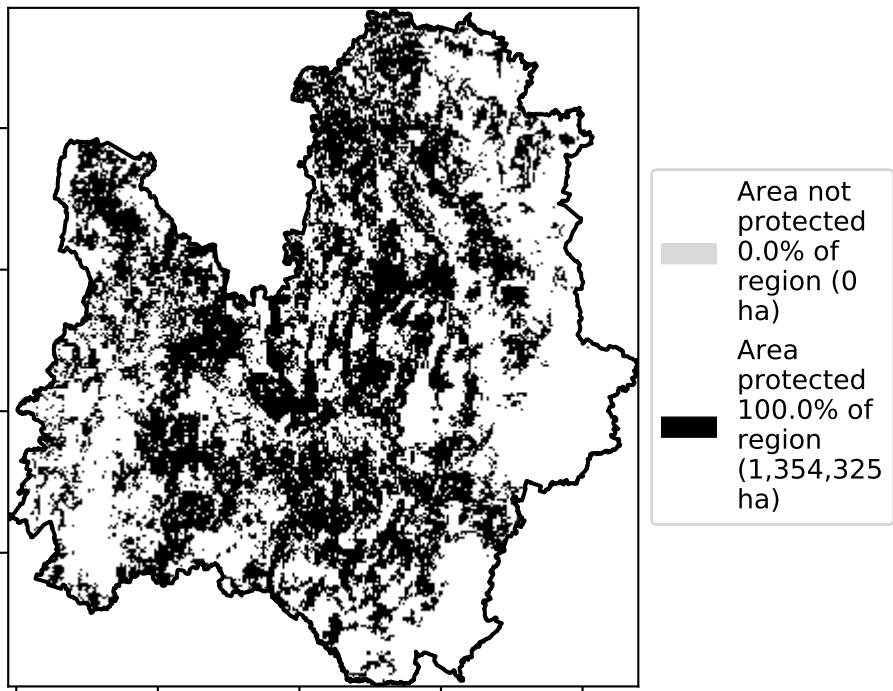 Area not
protected
0.0% of
region (0
ha)
Area
protected
100.0% of
region
(1,354,325
ha)